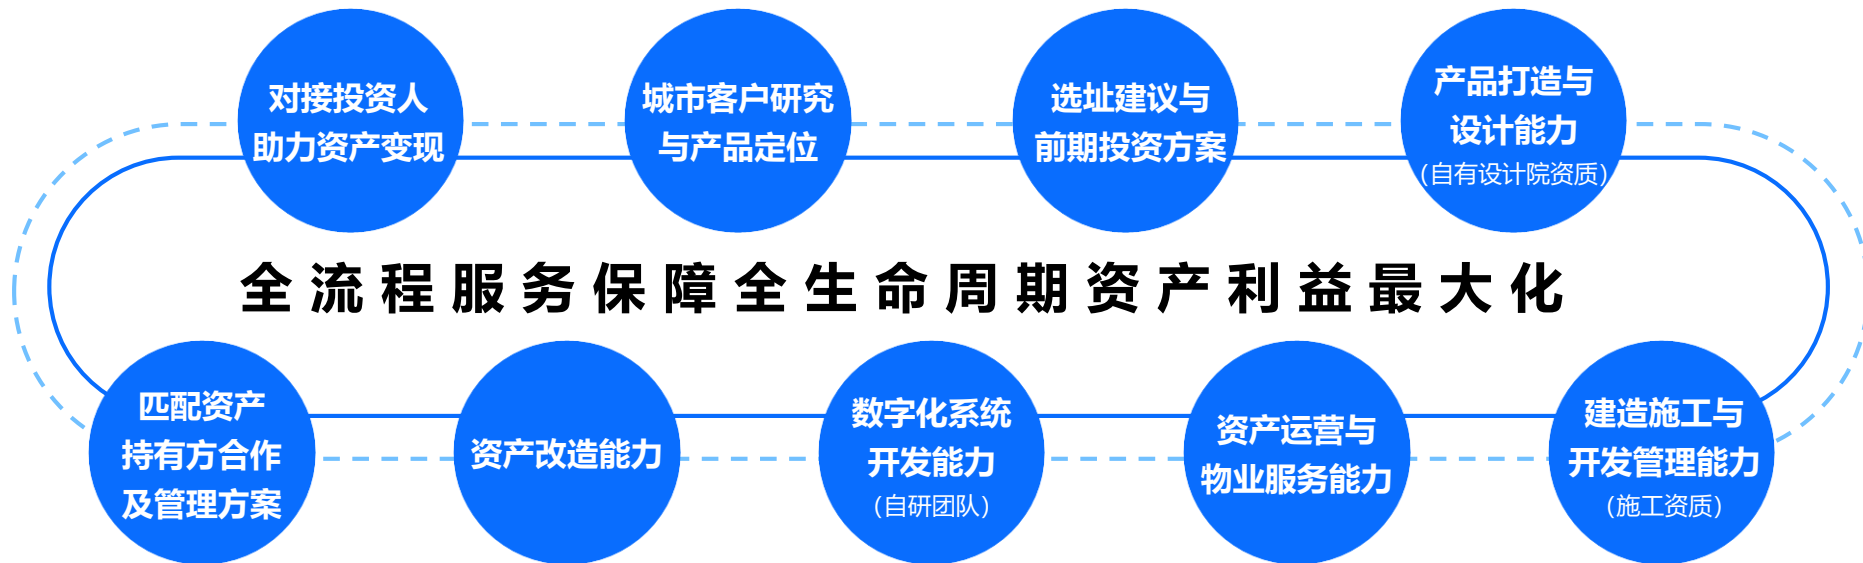 对接投资人
助力资产变现
城市客户研究
与产品定位
选址建议与
前期投资方案
产品打造与
设计能力
（自有设计院资质）
全流程服务保障全生命周期资产利益最大化
匹配资产
持有方合作
及管理方案
资产改造能力
数字化系统
开发能力
（自研团队）
资产运营与
物业服务能力
建造施工与
开发管理能力
（施工资质）